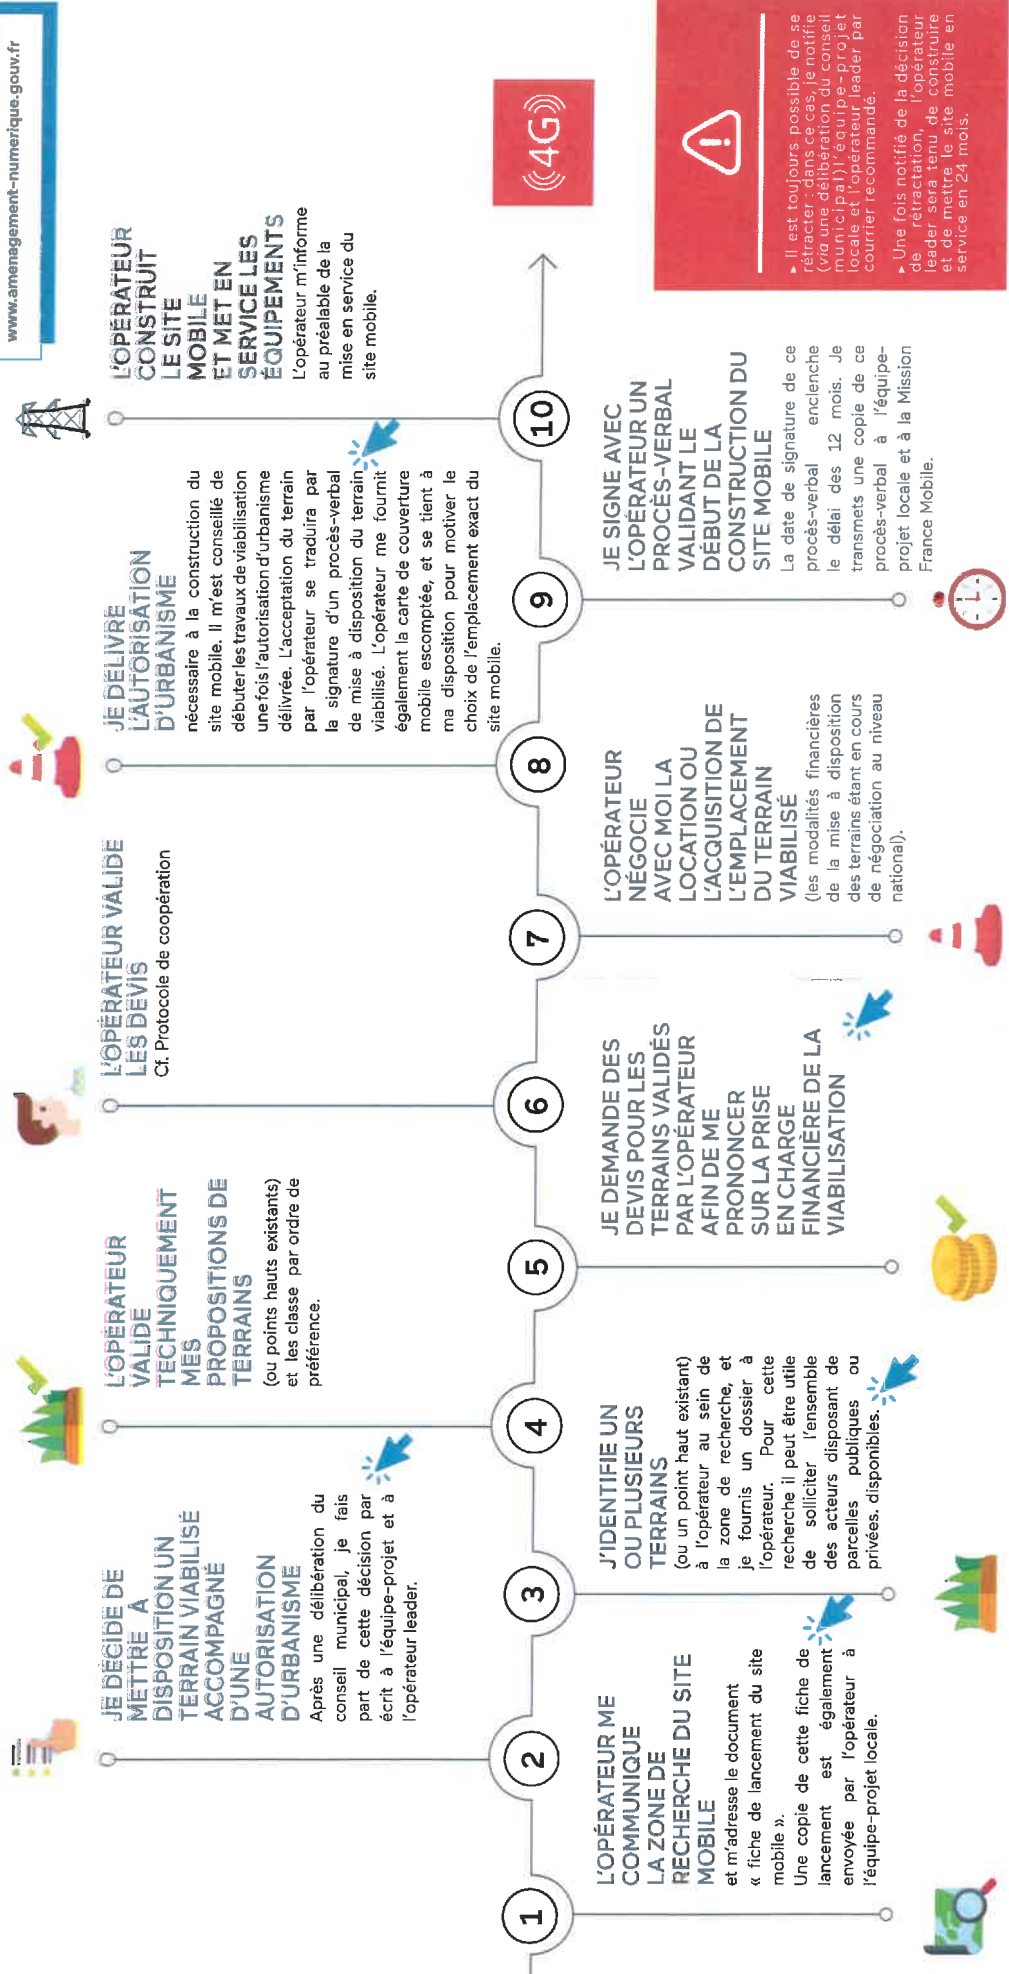 www.amenagement-numerique.gouv.fr
1
L'OPÉRATEUR ME
COMMUNIQUE
LA ZONE DE
RECHERCHE DU SITE
MOBILE
et m'adresse le document
« fiche de lancement du site
mobile ».
Une copie de cette fiche de
lancement est également
envoyée par l'opérateur à
l'équipe-projet locale.
2
JE DÉCIDE DE
METTRE À
DISPOSITION UN
TERRAIN VIABILISÉ
ACCOMPAGNÉ
D'UNE
AUTORISATION
D'URBANISME
Après une délibération du
conseil municipal, je fais
part de cette décision par
écrit à l'équipe-projet et à
l'opérateur leader.
3
J'IDENTIFIE UN
OU PLUSIEURS
TERRAINS
(ou un point haut existant)
à l'opérateur au sein de
la zone de recherche, et
je fournis un dossier à
l'opérateur. Pour cette
recherche il peut être utile
de solliciter l'ensemble
des acteurs disposant de
parcelles publiques ou
privées. disponibles.
4
L'OPÉRATEUR
VALIDE
TECHNIQUEMENT
MES
PROPOSITIONS DE
TERRAINS
(ou points hauts existants)
et les classe par ordre de
préférence.
5
JE DEMANDE DES
DEVIS POUR LES
TERRAINS VALIDÉS
PAR L'OPÉRATEUR
AFIN DE ME
PRONONCER
SUR LA PRISE
EN CHARGE
FINANCIÈRE DE LA
VIABILISATION
6
L'OPÉRATEUR VALIDE
LES DEVIS
Cf. Protocole de coopération
7
L'OPÉRATEUR
NÉGOCIE
AVEC MOI LA
LOCATION OU
L'ACQUISITION DE
L'EMPLACEMENT
DU TERRAIN
VIABILISÉ
(les modalités financières
de la mise à disposition
des terrains étant en cours
de négociation au niveau
national).
8
JE DÉLIVRE
L'AUTORISATION
D'URBANISME
nécessaire à la construction du
site mobile. Il m'est conseillé de
débuter les travaux de viabilisation
une fois l'autorisation d'urbanisme
délivrée. L'acceptation du terrain
par l'opérateur se traduira par
la signature d'un procès-verbal
de mise à disposition du terrain
viabilisé. L'opérateur me fournit
également la carte de couverture
mobile escomptée, et se tient à
ma disposition pour motiver le
choix de l'emplacement exact du
site mobile.
9
JE SIGNE AVEC
L'OPÉRATEUR UN
PROCÈS-VERBAL
VALIDANT LE
DÉBUT DE LA
CONSTRUCTION DU
SITE MOBILE
La date de signature de ce
procès-verbal enclenche
le délai des 12 mois. Je
transmets une copie de ce
procès-verbal à l'équipe-
projet locale et à la Mission
France Mobile.
10
L'OPÉRATEUR
CONSTRUIT
LE SITE
MOBILE
ET MET EN
SERVICE LES
ÉQUIPEMENTS
L'opérateur m'informe
au préalable de la
mise en service du
site mobile.
4G
▸ Il est toujours possible de se
rétracter : dans ce cas, je notifie
(via une délibération du conseil
municipal) l'équipe-projet
locale et l'opérateur leader par
courrier recommandé.
▸ Une fois notifié de la décision
de rétractation, l'opérateur
leader sera tenu de construire
et de mettre le site mobile en
service en 24 mois.